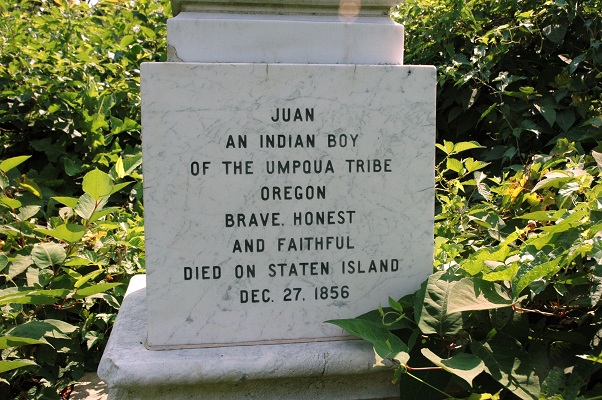 JUAN
AN INDIAN BOY
OF THE UMPQUA TRIBE
OREGON
BRAVE, HONEST
AND FAITHFUL
DIED ON STATEN ISLAND
DEC. 27, 1856